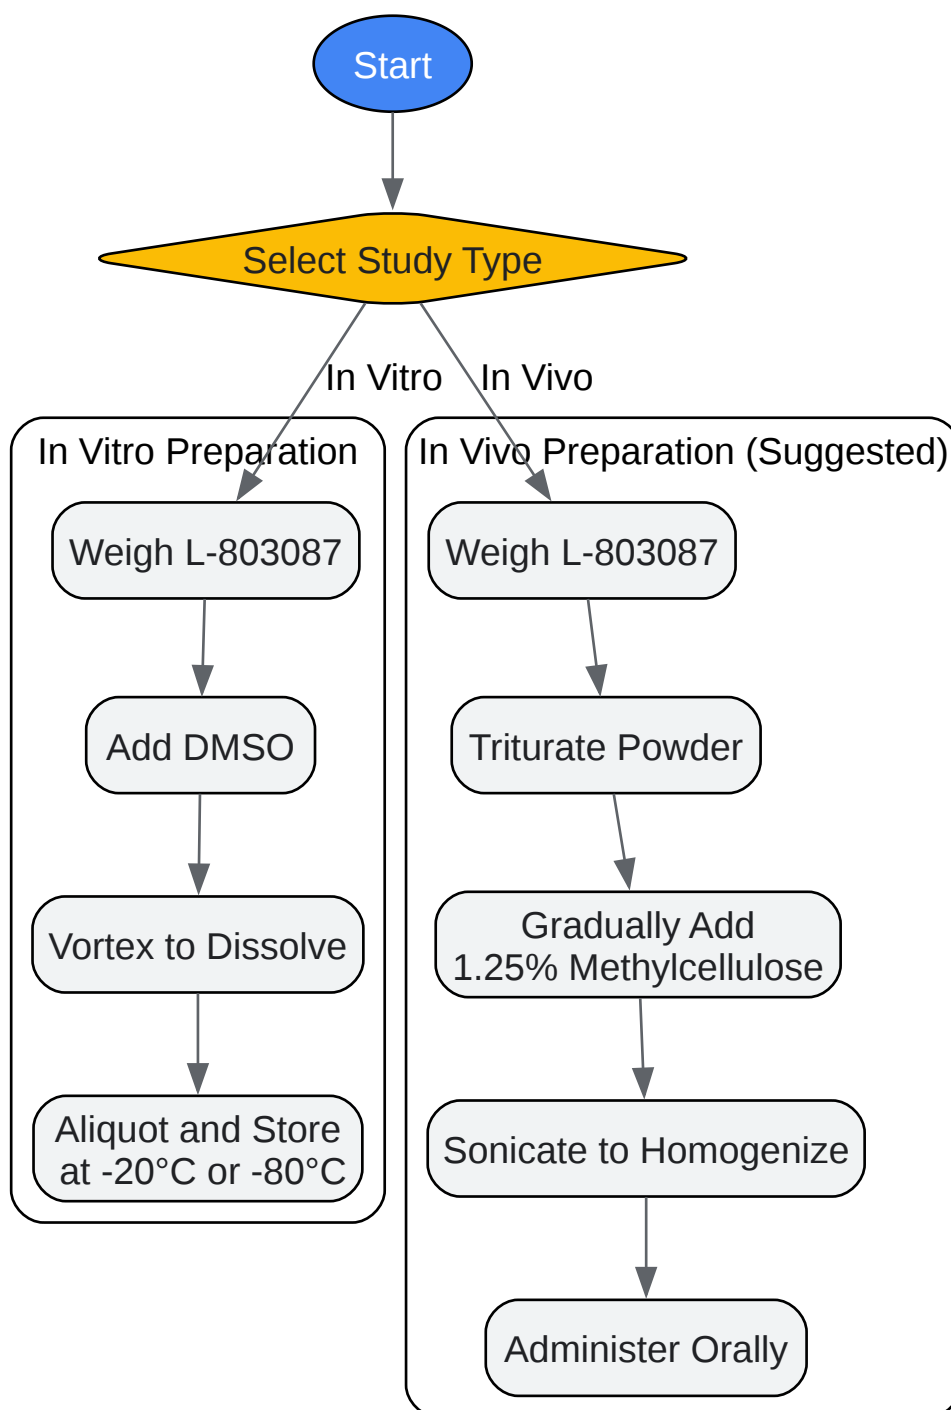 Start
Select Study Type
In Vitro
In Vivo
In Vitro Preparation
Weigh L-803087
Add DMSO
Vortex to Dissolve
Aliquot and Store
at -20°C or -80°C
In Vivo Preparation (Suggested)
Weigh L-803087
Triturate Powder
Gradually Add
1.25% Methylcellulose
Sonicate to Homogenize
Administer Orally